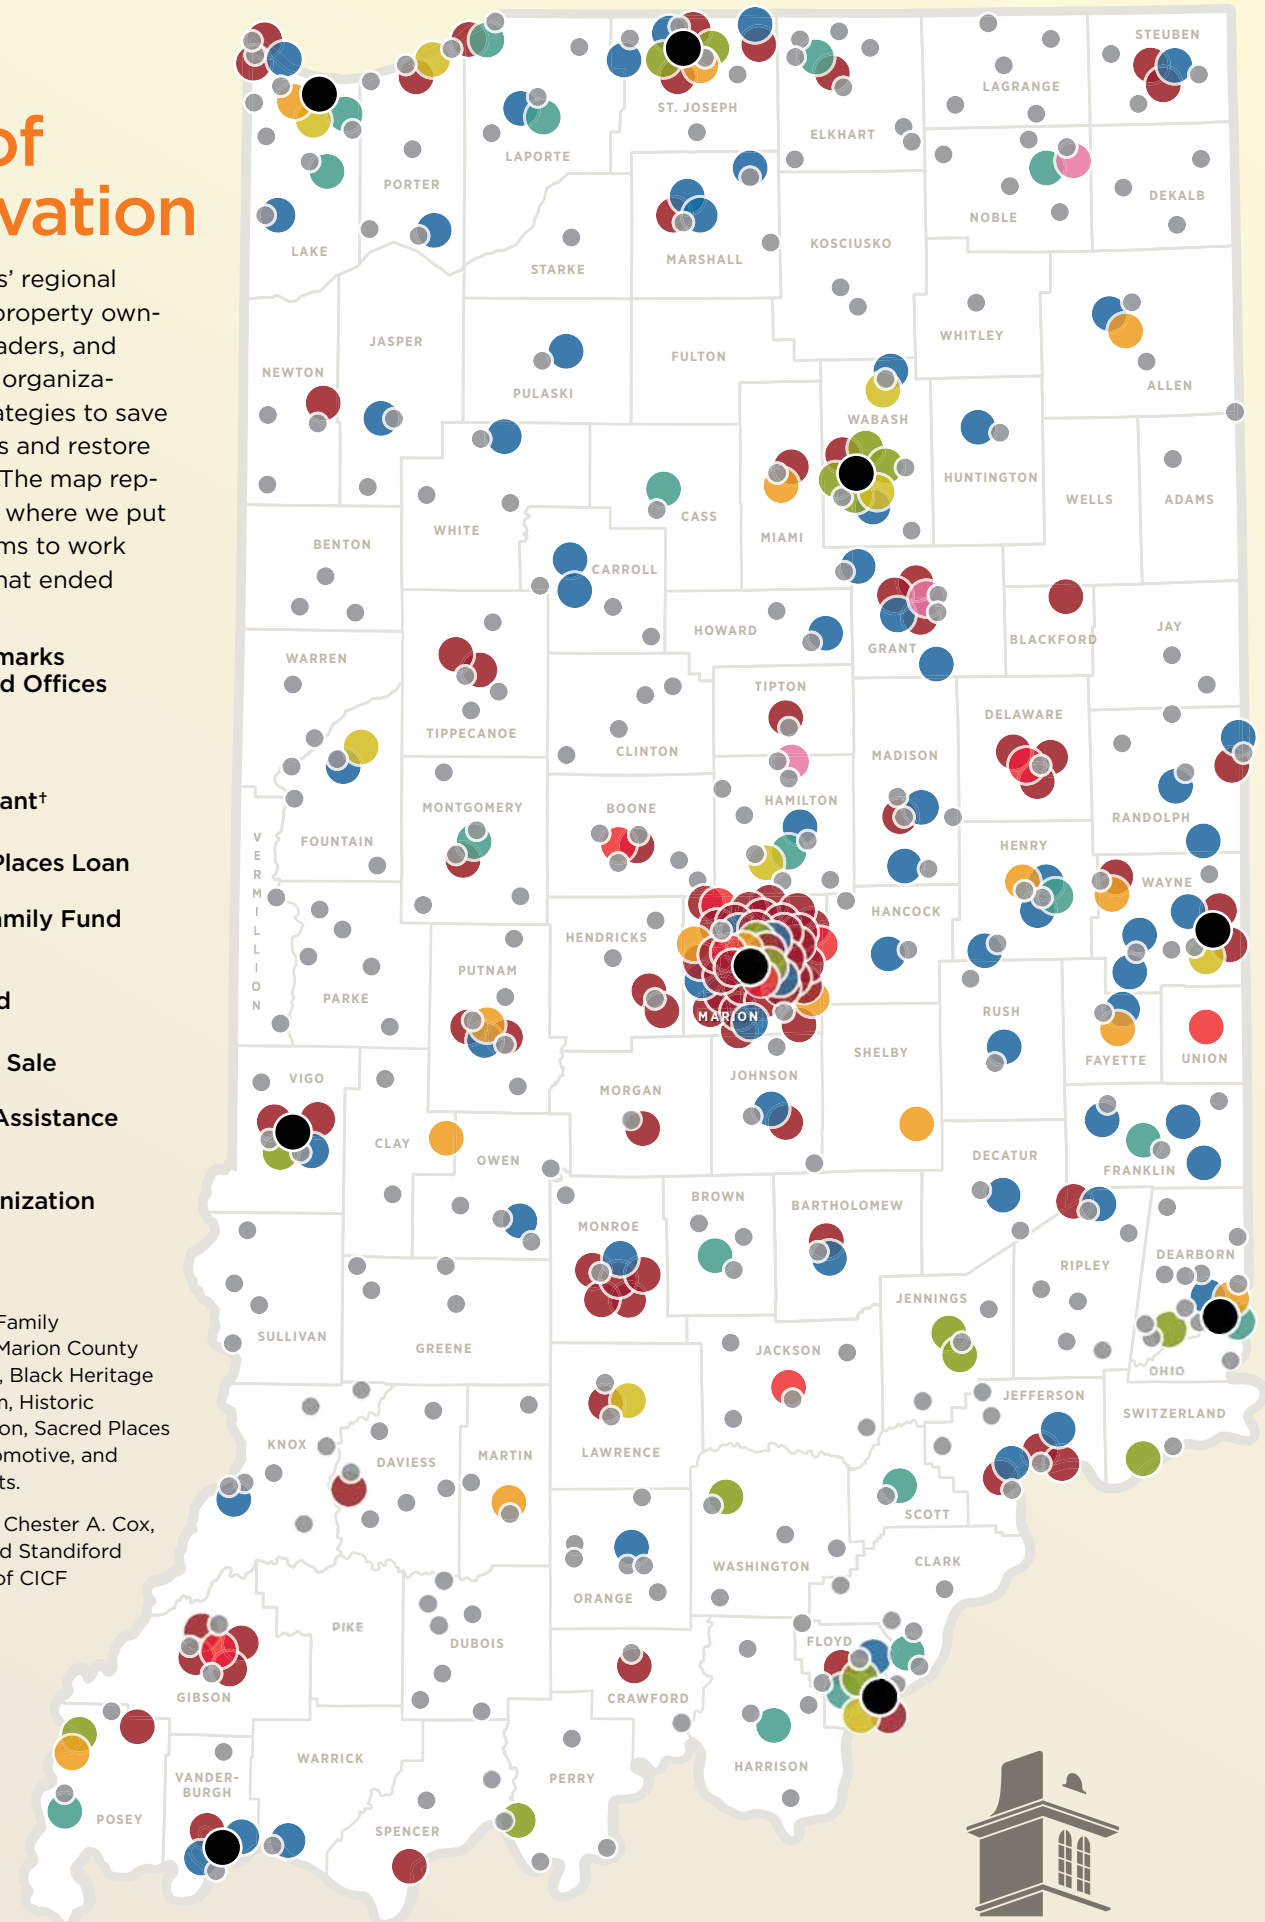 of
vation
s’ regional
property own-
aders, and
organiza-
ategies to save
s and restore
The map rep-
where we put
ms to work
hat ended
marks
d Offices
ant†
Places Loan
amily Fund
d
Sale
Assistance
nization
Family
Marion County
, Black Heritage
n, Historic
on, Sacred Places
omotive, and
ts.
Chester A. Cox,
d Standiford
of CICF
STEUBEN
LAGRANGE
ST. JOSEPH
ELKHART
LAPORTE
PORTER
DEKALB
NOBLE
LAKE
KOSCIUSKO
MARSHALL
STARKE
WHITLEY
JASPER
FULTON
NEWTON
PULASKI
ALLEN
WABASH
HUNTINGTON
WELLS
ADAMS
CASS
WHITE
MIAMI
BENTON
CARROLL
HOWARD
JAY
BLACKFORD
GRANT
WARREN
TIPTON
DELAWARE
TIPPECANOE
CLINTON
MADISON
HAMILTON
MONTGOMERY
BOONE
RANDOLPH
FOUNTAIN
VERMILLION
HENRY
WAYNE
HANCOCK
HENDRICKS
PUTNAM
PARKE
MARION
RUSH
SHELBY
FAYETTE
UNION
VIGO
JOHNSON
MORGAN
CLAY
OWEN
DECATUR
FRANKLIN
BROWN
BARTHOLOMEW
MONROE
DEARBORN
RIPLEY
JENNINGS
SULLIVAN
GREENE
JACKSON
OHIO
JEFFERSON
SWITZERLAND
KNOX
DAVIESS
MARTIN
LAWRENCE
SCOTT
WASHINGTON
CLARK
ORANGE
PIKE
DUBOIS
FLOYD
GIBSON
CRAWFORD
HARRISON
WARRICK
VANDER-
BURGH
PERRY
POSEY
SPENCER